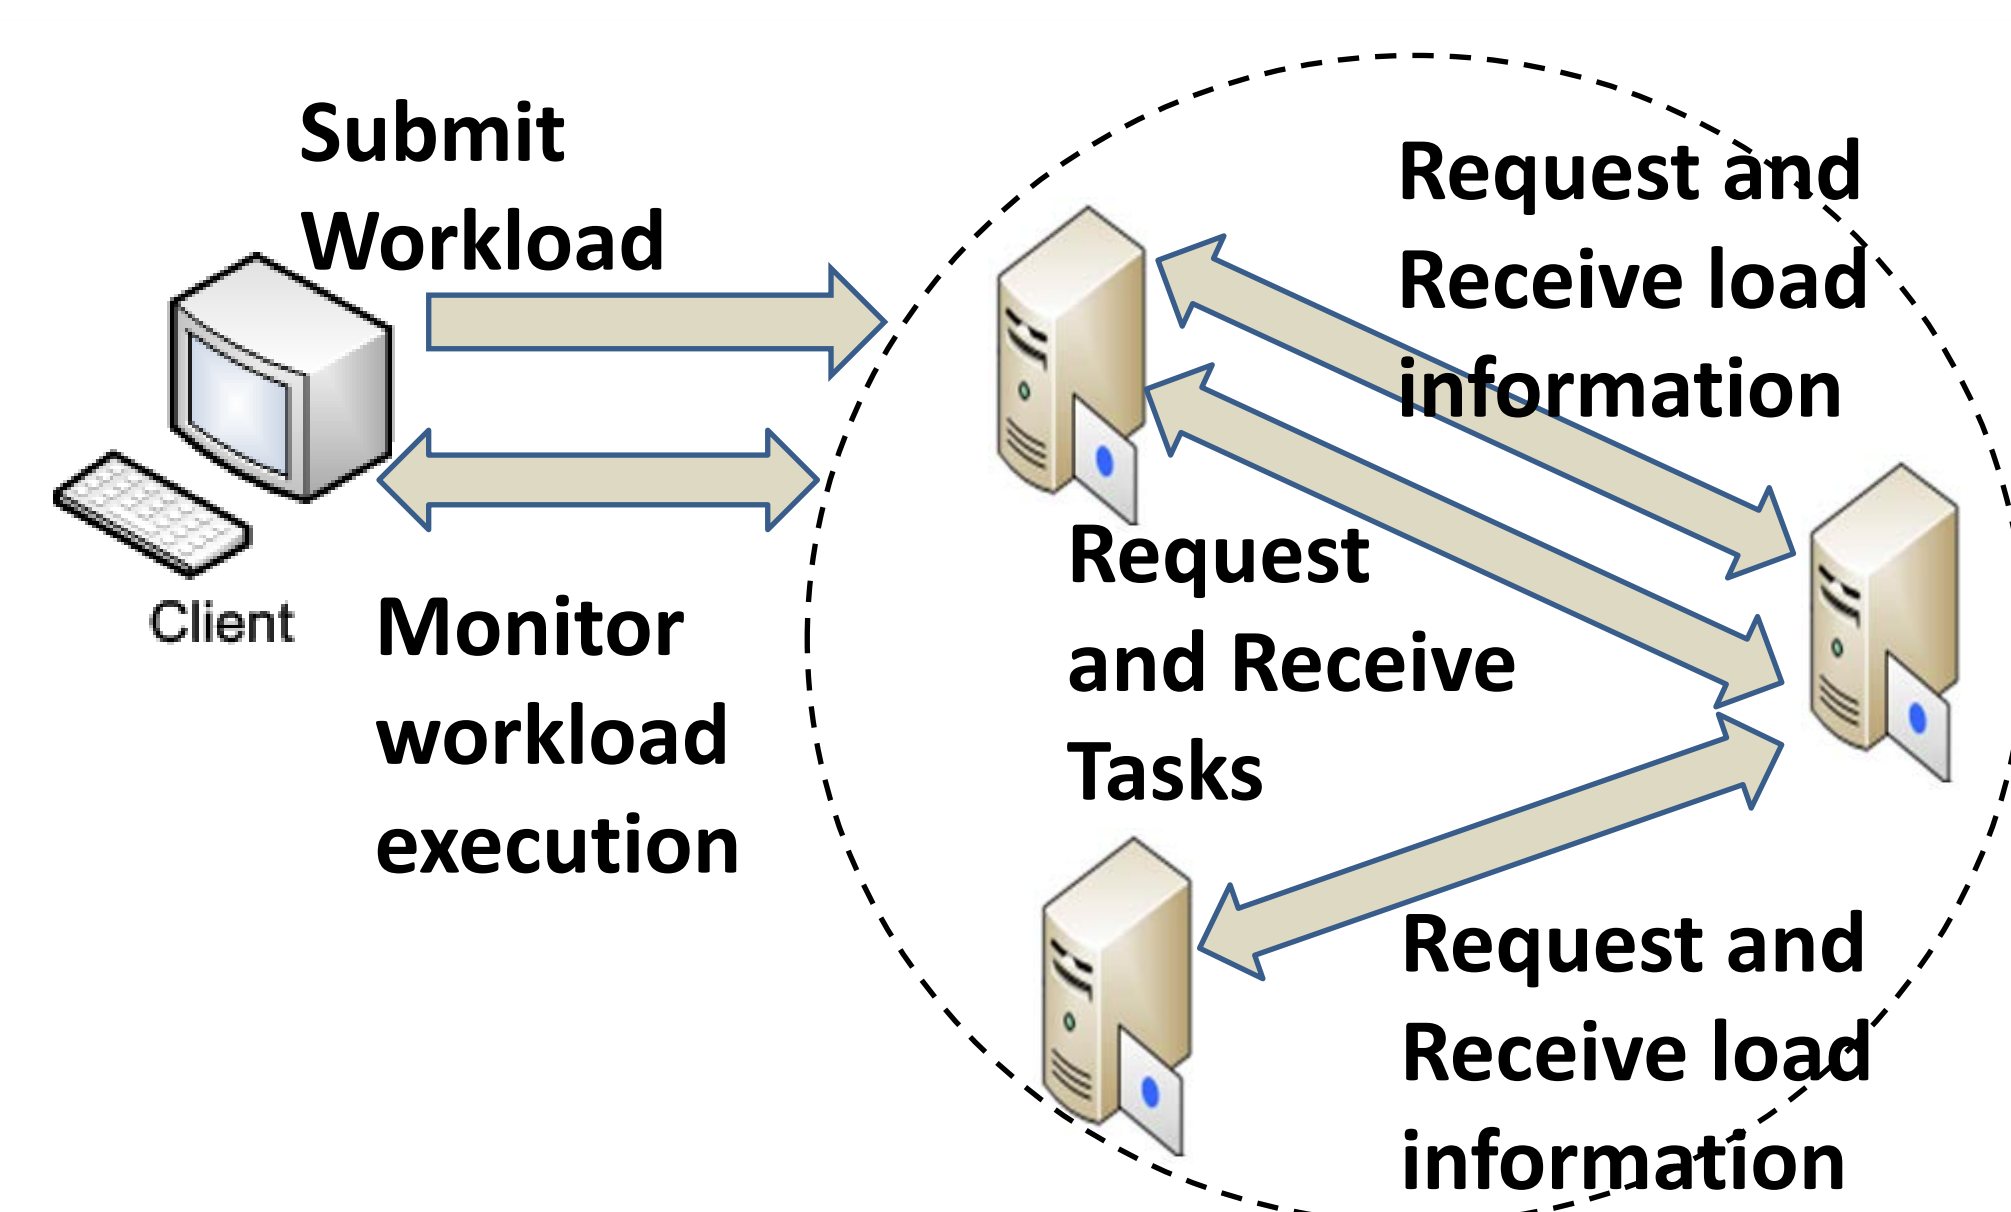 Submit
Workload
Client
Monitor
workload
execution
Request and
Receive load
information
Request
and Receive
Tasks
Request and
Receive load
information